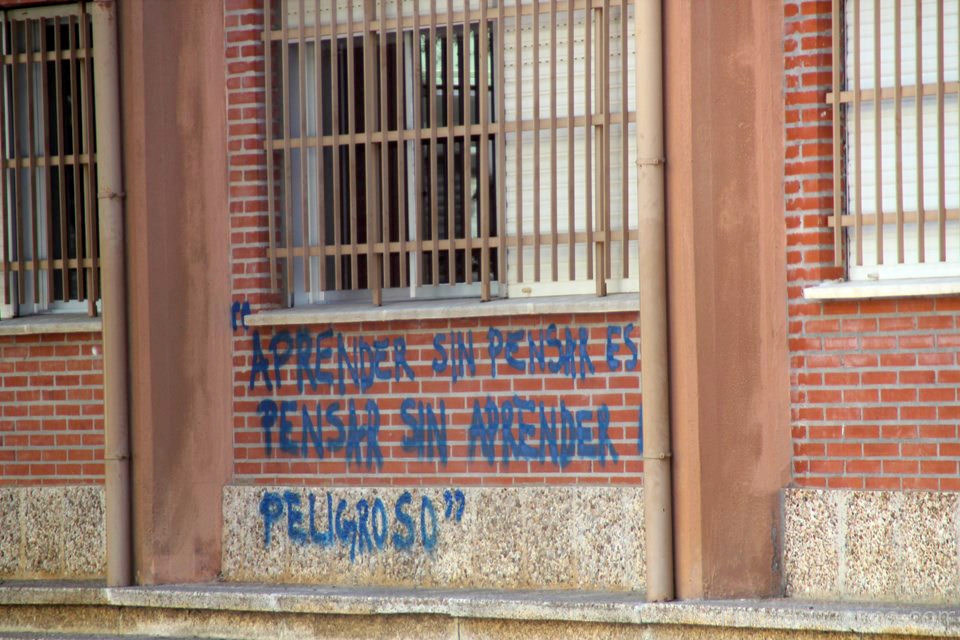 “APRENDER SIN PENSAR ES
PENSAR SIN APRENDER
PELIGROSO”